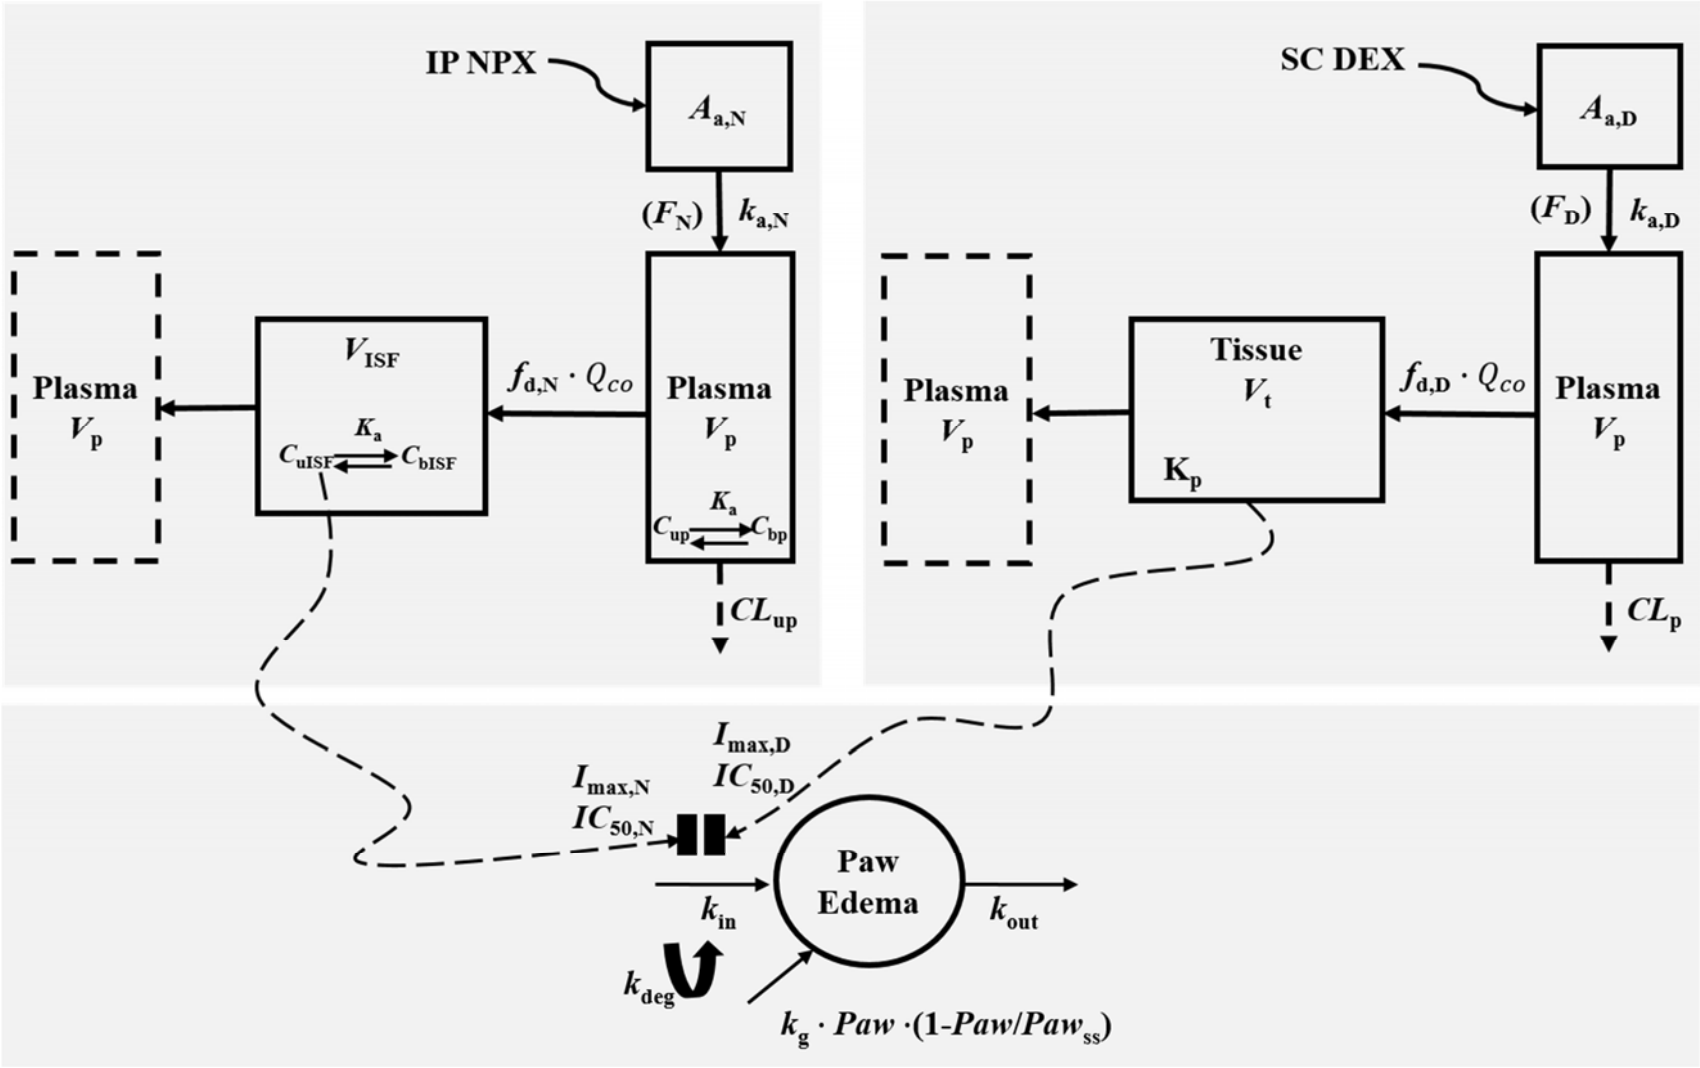 IP NPX
A_a,N
(F_N) k_a,N
Plasma
V_p
V_ISF
K_a
C_uISF C_bISF
f_d,N · Q_co
Plasma
V_p
K_a
C_up C_bp
CL_up
SC DEX
A_a,D
(F_D) k_a,D
Plasma
V_p
Tissue
V_t
K_p
f_d,D · Q_co
Plasma
V_p
CL_p
I_max,D
IC_50,D
I_max,N
IC_50,N
Paw
Edema
k_in
k_out
k_deg
k_g · Paw ·(1-Paw/Paw_ss)